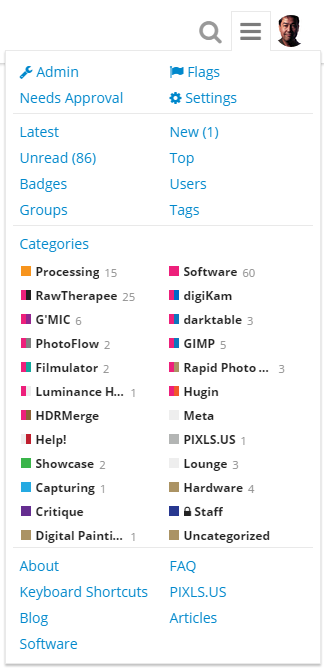 Admin Flags
Needs Approval Settings
Latest New (1)
Unread (86) Top
Badges Users
Groups Tags
Categories
Processing 15 Software 60
RawTherapee 25 digiKam
G'MIC 6 darktable 3
PhotoFlow 2 GIMP 5
Filmulator 2 Rapid Photo ... 3
Luminance H... 1 Hugin
HDRMerge Meta
Help! PIXLS.US 1
Showcase 2 Lounge 3
Capturing 1 Hardware 4
Critique Staff
Digital Painti... 1 Uncategorized
About FAQ
Keyboard Shortcuts PIXLS.US
Blog Articles
Software